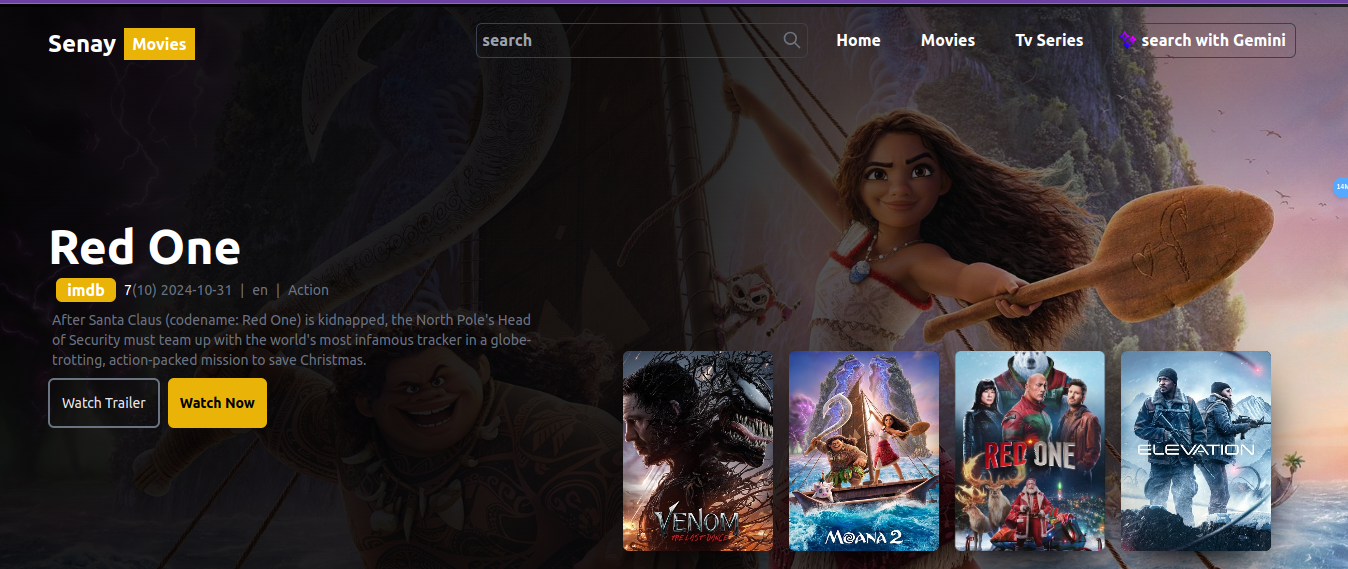 Senay Movies
search
Home
Movies
Tv Series
search with Gemini
Red One
imdb 7(10) 2024-10-31 | en | Action
After Santa Claus (codename: Red One) is kidnapped, the North Pole's Head
of Security must team up with the world's most infamous tracker in a globe-
trotting, action-packed mission to save Christmas.
Watch Trailer
Watch Now
VENOM
THE LAST DANCE
MOANA 2
RED ONE
ELEVATION